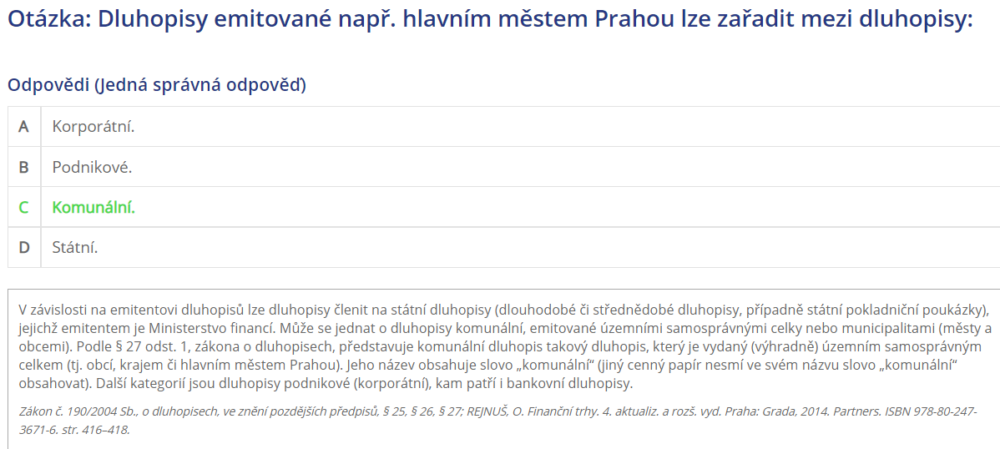 Otázka: Dluhopisy emitované např. hlavním městem Prahou lze zařadit mezi dluhopisy:
Odpovědi (Jedná správná odpověď)
A Korporátní.
B Podnikové.
C Komunální.
D Státní.
V závislosti na emitentovi dluhopisů lze dluhopisy členit na státní dluhopisy (dlouhodobé či střednědobé dluhopisy, případně státní pokladniční poukázky),
jejichž emitentem je Ministerstvo financí. Může se jednat o dluhopisy komunální, emitované územními samosprávnými celky nebo municipalitami (městy a
obcemi). Podle § 27 odst. 1, zákona o dluhopisech, představuje komunální dluhopis takový dluhopis, který je vydaný (výhradně) územním samosprávným
celkem (tj. obcí, krajem či hlavním městem Prahou). Jeho název obsahuje slovo „komunální“ (jiný cenný papír nesmí ve svém názvu slovo „komunální“
obsahovat). Další kategorií jsou dluhopisy podnikové (korporátní), kam patří i bankovní dluhopisy.
Zákon č. 190/2004 Sb., o dluhopisech, ve znění pozdějších předpisů, § 25, § 26, § 27; REJNUŠ, O. Finanční trhy. 4. aktualiz. a rozš. vyd. Praha: Grada, 2014. Partners. ISBN 978-80-247-
3671-6. str. 416–418.